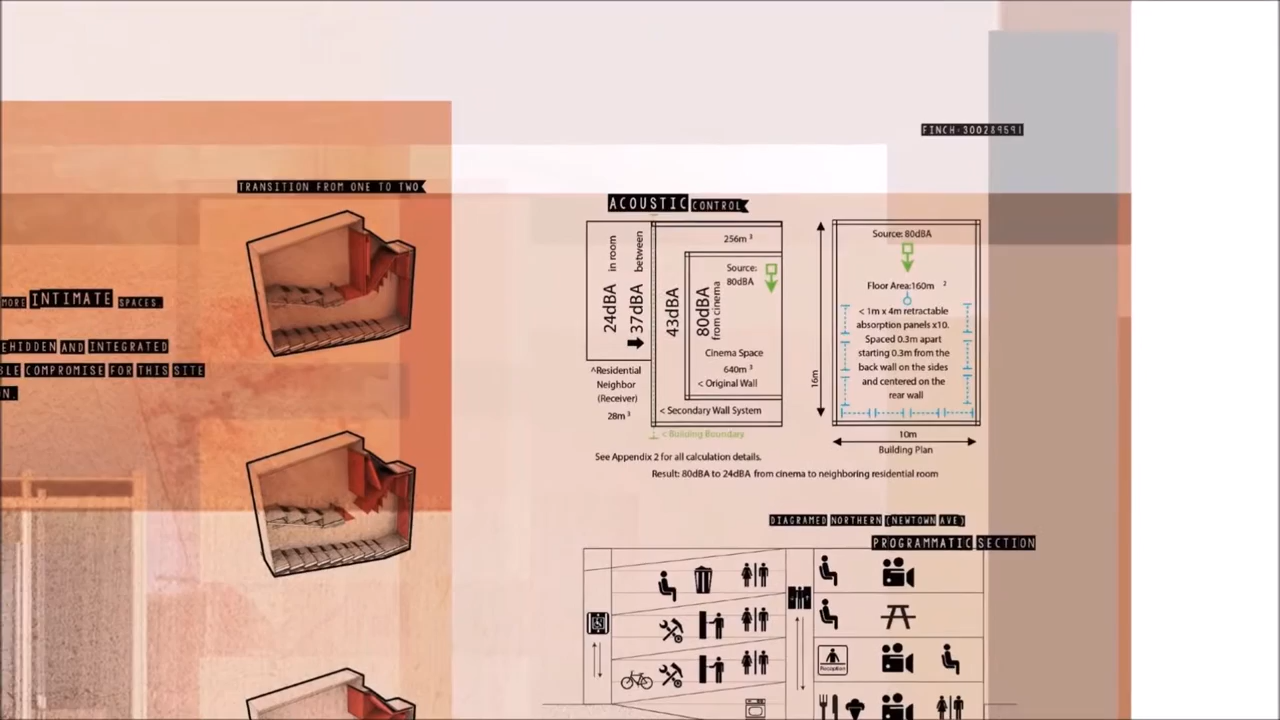 FINCH-300289591
TRANSITION FROM ONE TO TWO
MORE INTIMATE SPACES.
EHIDDEN AND INTEGRATED
BLE COMPROMISE FOR THIS SITE
N.
ACOUSTIC CONTROL
24dBA in room
37dBA between
43dBA
80dBA from cinema
256m 3
Source:
80dBA
Cinema Space
640m 3
< Original Wall
^Residential
Neighbor
(Receiver)
28m 3
< Secondary Wall System
< Building Boundary
Source: 80dBA
Floor Area:160m 2
< 1m x 4m retractable
absorption panels x10.
Spaced 0.3m apart
starting 0.3m from the
back wall on the sides
and centered on the
rear wall
16m
10m
Building Plan
See Appendix 2 for all calculation details.
Result: 80dBA to 24dBA from cinema to neighboring residential room
DIAGRAMED NORTHERN (NEWTOWN AVE)
PROGRAMMATIC SECTION
Reception